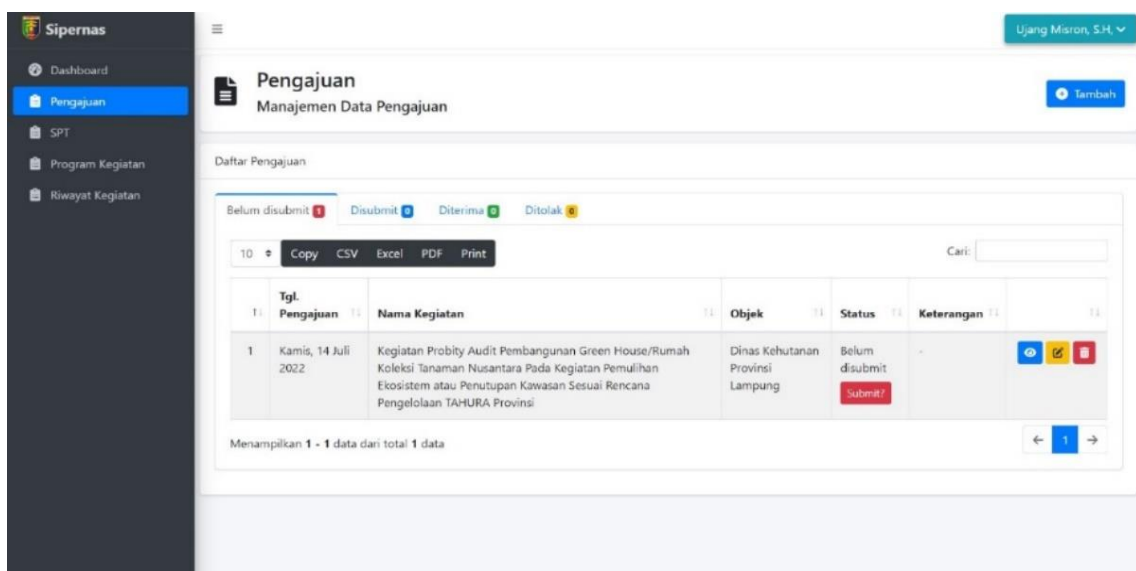 Sipernas
Ujang Misron, S.H,
Dashboard
Pengajuan
SPT
Program Kegiatan
Riwayat Kegiatan
Pengajuan
Manajemen Data Pengajuan
Tambah
Daftar Pengajuan
Belum disubmit 1 Disubmit 0 Diterima 0 Ditolak 0
10 Copy CSV Excel PDF Print Cari:
Tgl.
Pengajuan Nama Kegiatan Objek Status Keterangan
1 Kamis, 14 Juli Kegiatan Probity Audit Pembangunan Green House/Rumah Dinas Kehutanan Belum -
2022 Koleksi Tanaman Nusantara Pada Kegiatan Pemulihan Provinsi disubmit
Ekosistem atau Penutupan Kawasan Sesuai Rencana Lampung Submit?
Pengelolaan TAHURA Provinsi
Menampilkan 1 - 1 data dari total 1 data
← 1 →